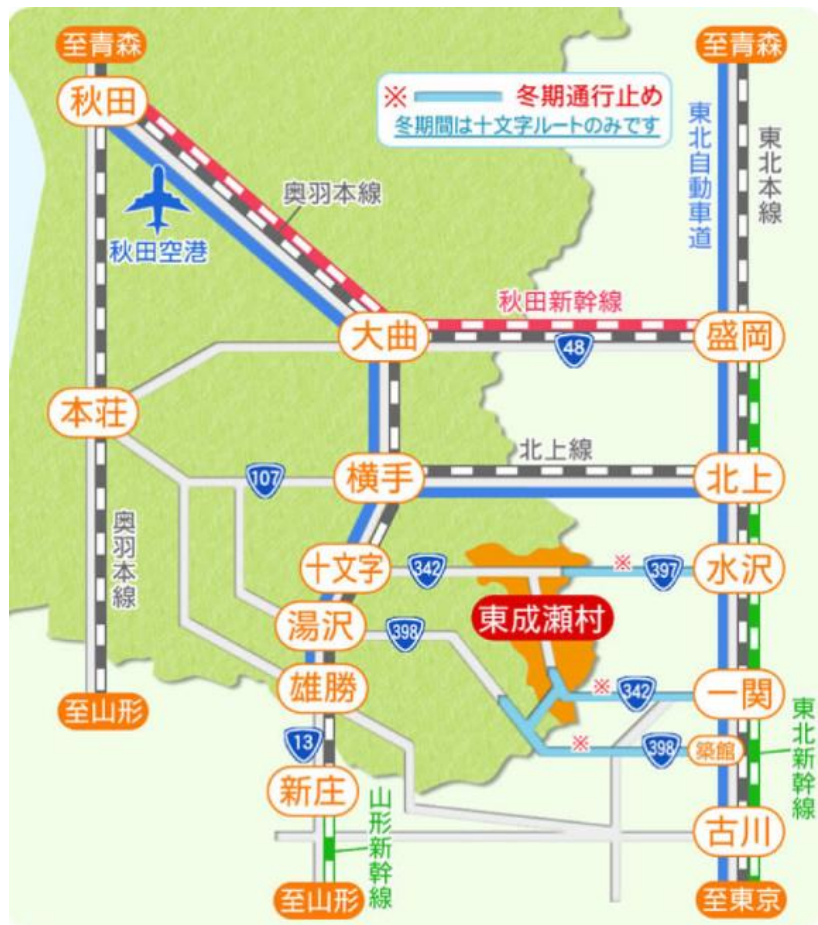 至青森
至青森
秋田
※ 冬期通行止め
冬期間は十文字ルートのみです
東北自動車道
東北本線
奥羽本線
秋田空港
秋田新幹線
大曲
48
盛岡
本荘
北上線
107
横手
北上
奥羽本線
十文字
342
※
397
水沢
東成瀬村
湯沢
398
雄勝
※
342
一関
至山形
13
※
398
築館
東北新幹線
新庄
山形新幹線
古川
至山形
至東京